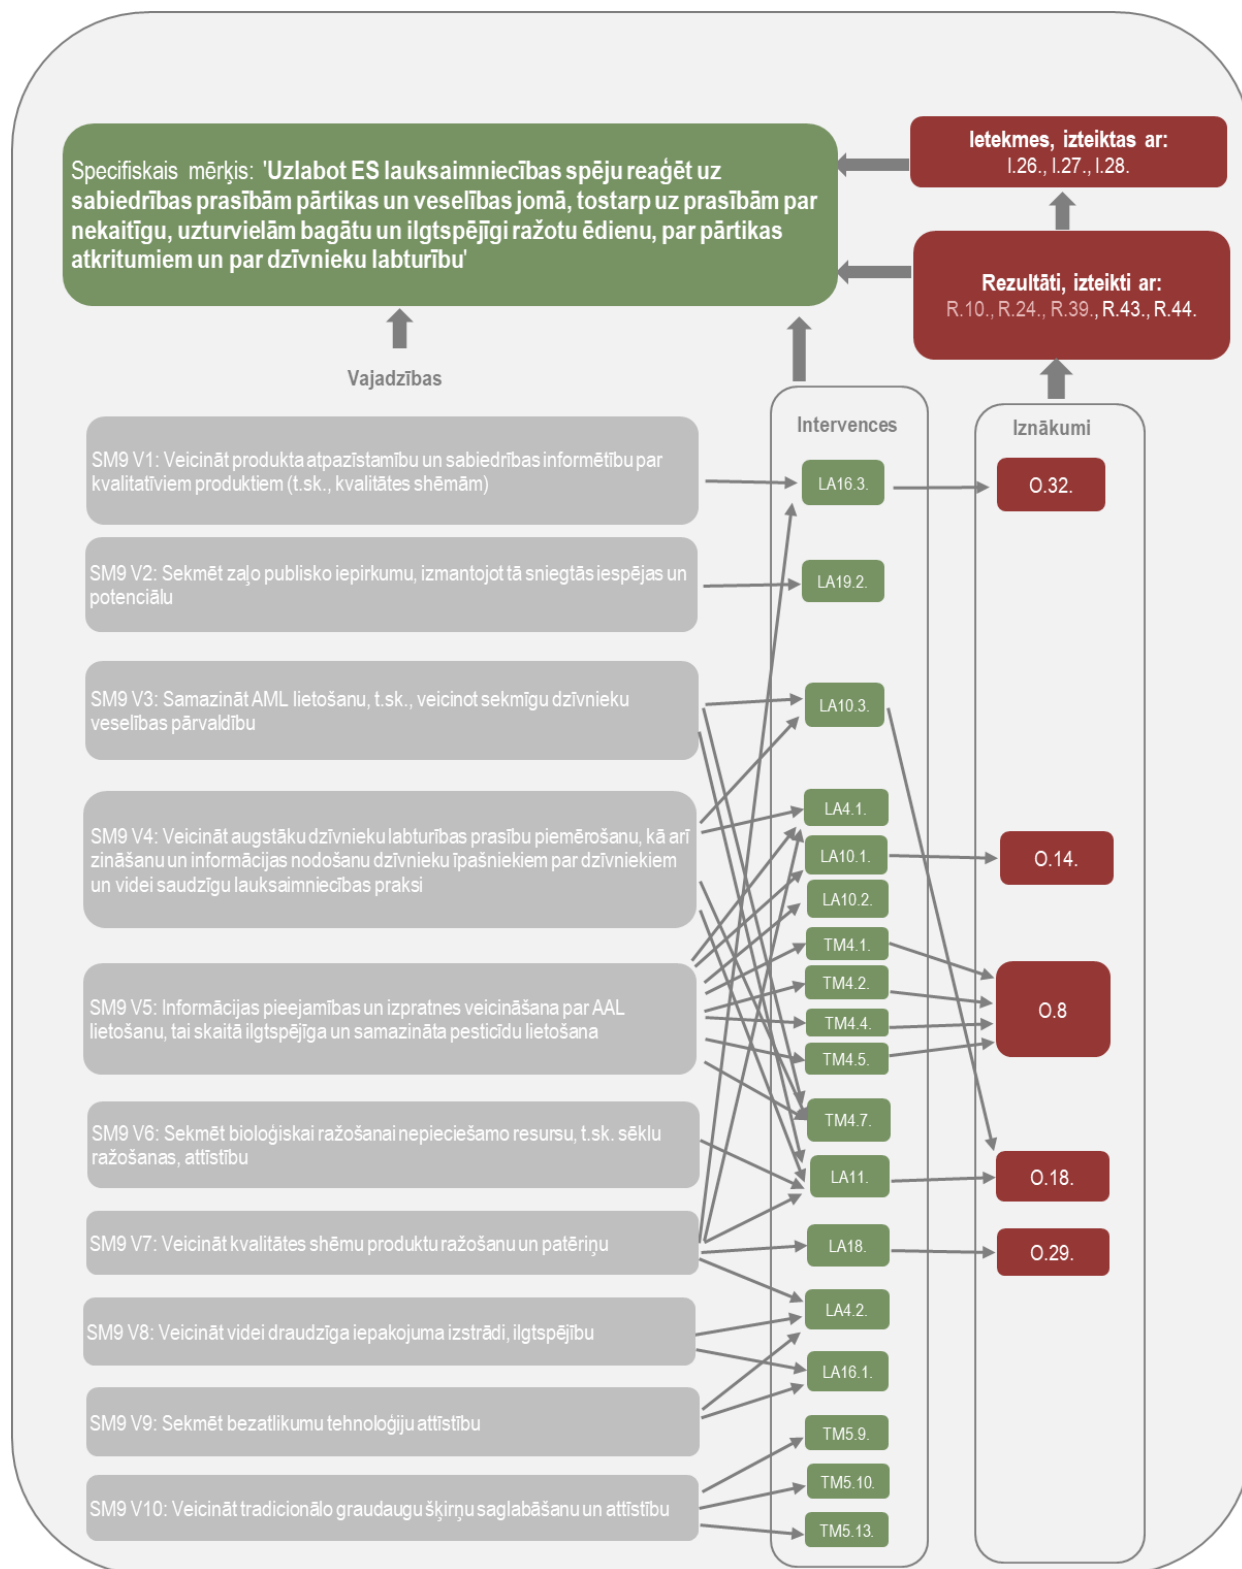 Specifiskais mērķis: 'Uzlabot ES lauksaimniecības spēju reaģēt uz
sabiedrības prasībām pārtikas un veselības jomā, tostarp uz prasībām par
nekaitīgu, uzturvielām bagātu un ilgtspējīgi ražotu ēdienu, par pārtikas
atkritumiem un par dzīvnieku labturību'
Ietekmes, izteiktas ar:
I.26., I.27., I.28.
Rezultāti, izteikti ar:
R.10., R.24., R.39., R.43., R.44.
Vajadzības
Intervences
Iznākumi
SM9 V1: Veicināt produkta atpazīstamību un sabiedrības informētību par
kvalitatīviem produktiem (t.sk., kvalitātes shēmām)
SM9 V2: Sekmēt zaļo publisko iepirkumu, izmantojot tā sniegtās iespējas un
potenciālu
SM9 V3: Samazināt AML lietošanu, t.sk., veicinot sekmīgu dzīvnieku
veselības pārvaldību
SM9 V4: Veicināt augstāku dzīvnieku labturības prasību piemērošanu, kā arī
zināšanu un informācijas nodošanu dzīvnieku īpašniekiem par dzīvniekiem
un videi saudzīgu lauksaimniecības praksi
SM9 V5: Informācijas pieejamības un izpratnes veicināšana par AAL
lietošanu, tai skaitā ilgtspējīga un samazināta pesticīdu lietošana
SM9 V6: Sekmēt bioloģiskai ražošanai nepieciešamo resursu, t.sk. sēklu
ražošanas, attīstību
SM9 V7: Veicināt kvalitātes shēmu produktu ražošanu un patēriņu
SM9 V8: Veicināt videi draudzīga iepakojuma izstrādi, ilgtspējību
SM9 V9: Sekmēt bezatlikumu tehnoloģiju attīstību
SM9 V10: Veicināt tradicionālo graudaugu šķirņu saglabāšanu un attīstību
LA16.3.
LA19.2.
LA10.3.
LA4.1.
LA10.1.
LA10.2.
TM4.1.
TM4.2.
TM4.4.
TM4.5.
TM4.7.
LA11.
LA18.
LA4.2.
LA16.1.
TM5.9.
TM5.10.
TM5.13.
O.32.
O.14.
O.8
O.18.
O.29.